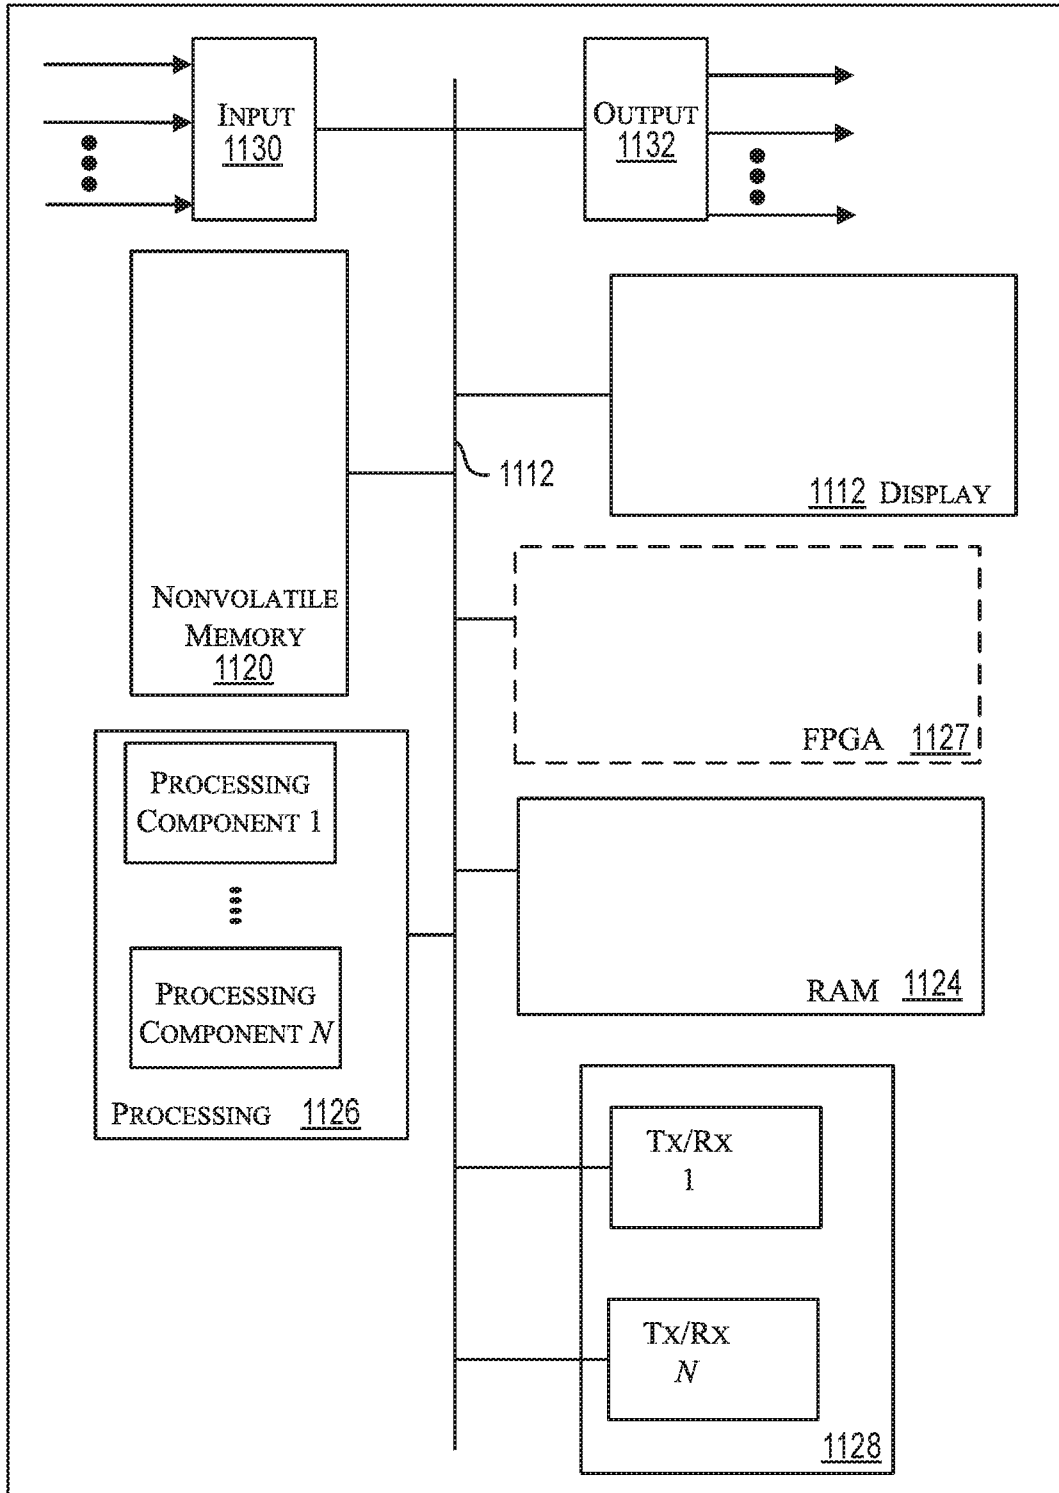 INPUT
1130
OUTPUT
1132
1112
1112 DISPLAY
NONVOLATILE
MEMORY
1120
FPGA 1127
PROCESSING
COMPONENT 1
PROCESSING
COMPONENT N
PROCESSING 1126
RAM 1124
TX/RX
1
TX/RX
N
1128